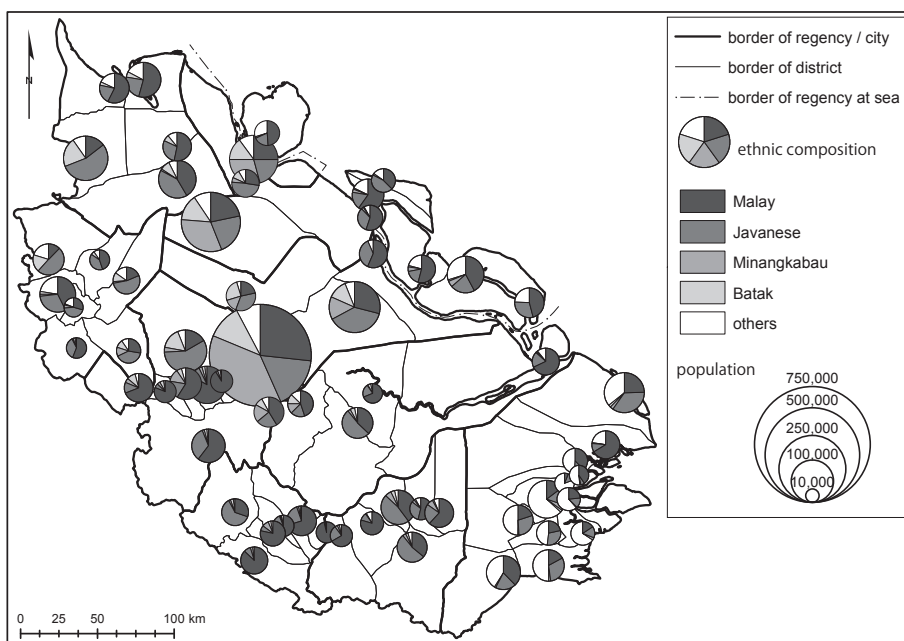 N
border of regency / city
border of district
border of regency at sea
ethnic composition
Malay
Javanese
Minangkabau
Batak
others
population
750,000
500,000
250,000
100,000
10,000
0 25 50 100 km